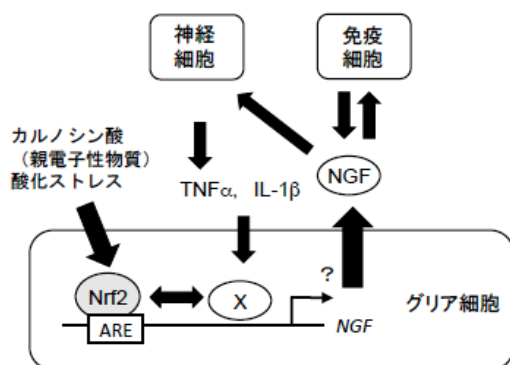 神経
細胞
免疫
細胞
カルノシン酸
(親電子性物質)
酸化ストレス
TNFα, IL-1β
NGF
Nrf2
X
?
グリア細胞
ARE
NGF